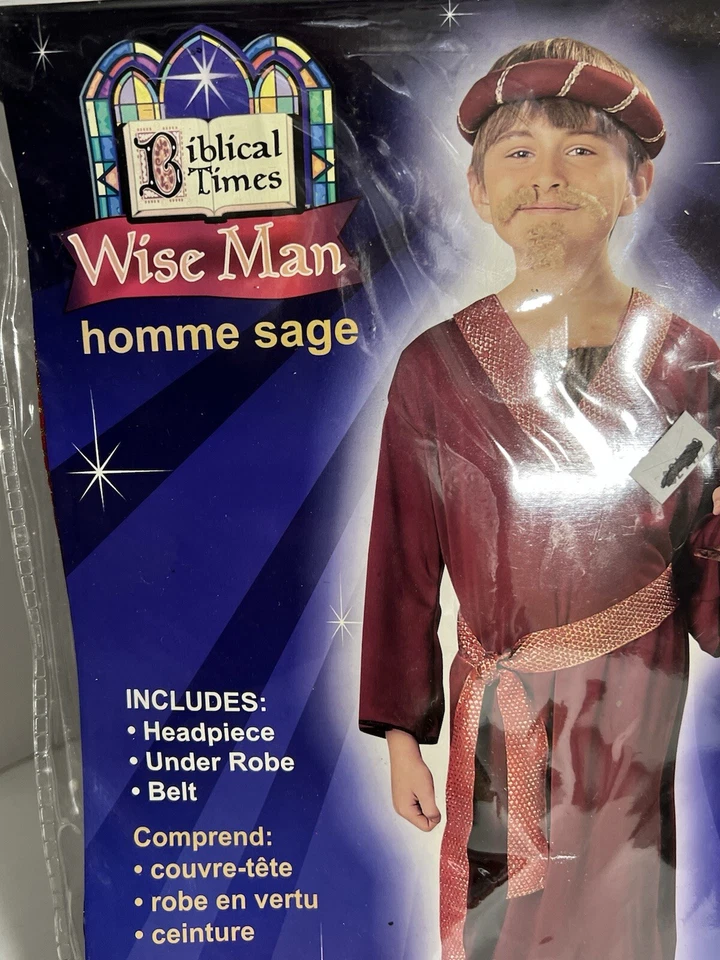 Biblical
Times
Wise Man
homme sage
INCLUDES:
• Headpiece
• Under Robe
• Belt
Comprend:
• couvre-tête
• robe en vertu
• ceinture